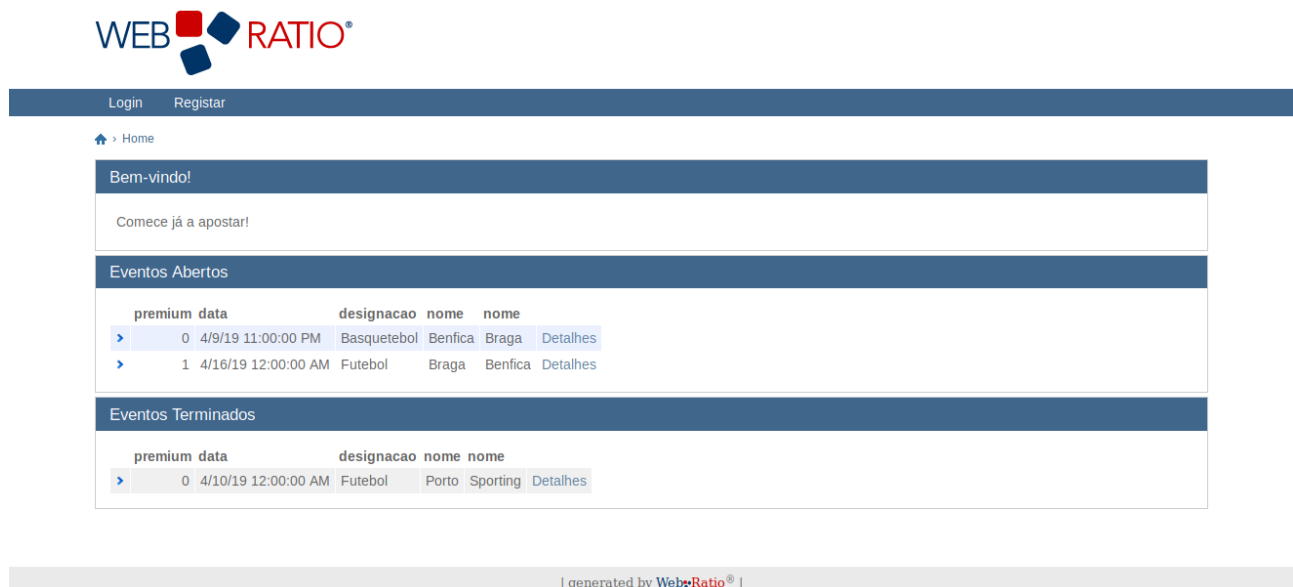 WEB RATIO®
Login Registar
› Home
Bem-vindo!
Comece já a apostar!
Eventos Abertos
premium data designacao nome nome
0 4/9/19 11:00:00 PM Basquetebol Benfica Braga Detalhes
1 4/16/19 12:00:00 AM Futebol Braga Benfica Detalhes
Eventos Terminados
premium data designacao nome nome
0 4/10/19 12:00:00 AM Futebol Porto Sporting Detalhes
| generated by WebRatio® |